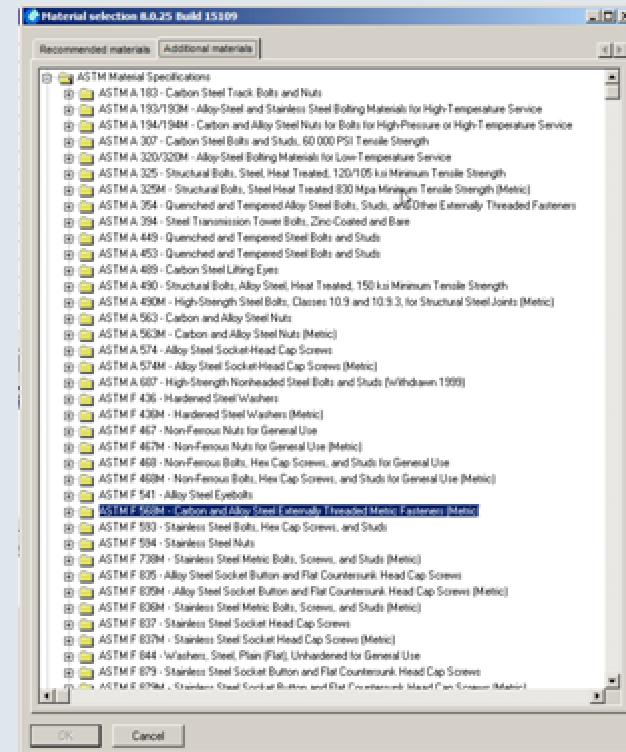 Material selection 8.0.25 Build 15109
Recommended materials Additional materials
ASTM Material Specifications
ASTM A 183 - Carbon Steel Track Bolts and Nuts
ASTM A 193/193M - Alloy-Steel and Stainless Steel Bolting Materials for High-Temperature Service
ASTM A 194/194M - Carbon and Alloy Steel Nuts for Bolts for High-Pressure or High-Temperature Service
ASTM A 307 - Carbon Steel Bolts and Studs, 60 000 PSI Tensile Strength
ASTM A 320/320M - Alloy-Steel Bolting Materials for Low-Temperature Service
ASTM A 325 - Structural Bolts, Steel, Heat Treated, 120/105 ksi Minimum Tensile Strength
ASTM A 325M - Structural Bolts, Steel Heat Treated 830 Mpa Minimum Tensile Strength (Metric)
ASTM A 354 - Quenched and Tempered Alloy Steel Bolts, Studs, and Other Externally Threaded Fasteners
ASTM A 394 - Steel Transmission Tower Bolts, Zinc-Coated and Bare
ASTM A 449 - Quenched and Tempered Steel Bolts and Studs
ASTM A 453 - Quenched and Tempered Steel Bolts and Studs
ASTM A 489 - Carbon Steel Lifting Eyes
ASTM A 490 - Structural Bolts, Alloy Steel, Heat Treated, 150 ksi Minimum Tensile Strength
ASTM A 490M - High-Strength Steel Bolts, Classes 10.9 and 10.9.3, for Structural Steel Joints (Metric)
ASTM A 563 - Carbon and Alloy Steel Nuts
ASTM A 563M - Carbon and Alloy Steel Nuts (Metric)
ASTM A 574 - Alloy Steel Socket-Head Cap Screws
ASTM A 574M - Alloy Steel Socket-Head Cap Screws (Metric)
ASTM A 687 - High-Strength Nonheaded Steel Bolts and Studs (Withdrawn 1999)
ASTM F 436 - Hardened Steel Washers
ASTM F 436M - Hardened Steel Washers (Metric)
ASTM F 467 - Non-Ferrous Nuts for General Use
ASTM F 467M - Non-Ferrous Nuts for General Use (Metric)
ASTM F 468 - Non-Ferrous Bolts, Hex Cap Screws, and Studs for General Use
ASTM F 468M - Non-Ferrous Bolts, Hex Cap Screws, and Studs for General Use (Metric)
ASTM F 541 - Alloy Steel Eyebolts
ASTM F 568M - Carbon and Alloy Steel Externally Threaded Metric Fasteners (Metric)
ASTM F 593 - Stainless Steel Bolts, Hex Cap Screws, and Studs
ASTM F 594 - Stainless Steel Nuts
ASTM F 738M - Stainless Steel Metric Bolts, Screws, and Studs (Metric)
ASTM F 835 - Alloy Steel Socket Button and Flat Countersunk Head Cap Screws
ASTM F 835M - Alloy Steel Socket Button and Flat Countersunk Head Cap Screws (Metric)
ASTM F 836M - Stainless Steel Metric Bolts, Screws, and Studs (Metric)
ASTM F 837 - Stainless Steel Socket Head Cap Screws
ASTM F 837M - Stainless Steel Socket Head Cap Screws (Metric)
ASTM F 844 - Washers, Steel, Plain (Flat), Unhardened for General Use
ASTM F 879 - Stainless Steel Socket Button and Flat Countersunk Head Cap Screws
ASTM F 879M - Stainless Steel Socket Button and Flat Countersunk Head Cap Screws (Metric)
OK Cancel